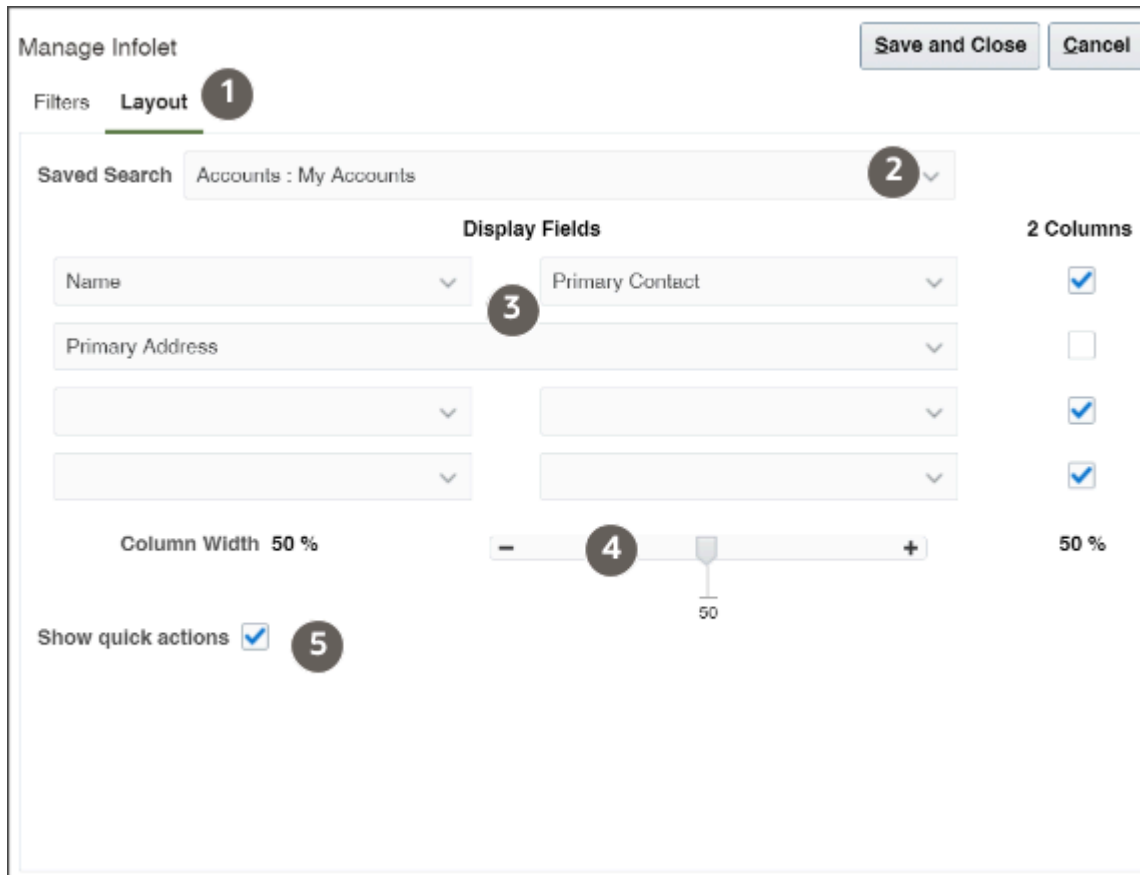 Manage Infolet
Save and Close Cancel
Filters Layout 1
Saved Search Accounts : My Accounts 2
Display Fields 2 Columns
Name Primary Contact
3
Primary Address
Column Width 50 % - 4 + 50 %
50
Show quick actions 5